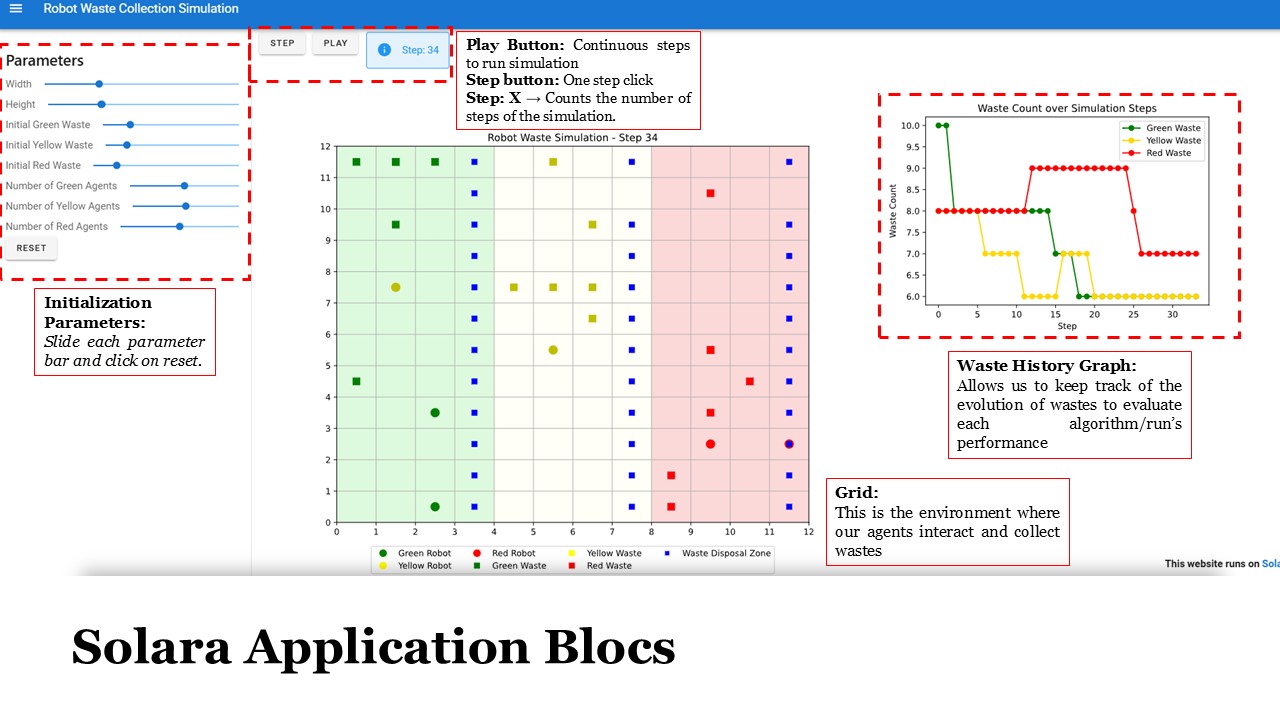 Robot Waste Collection Simulation
Parameters
Width
Height
Initial Green Waste
Initial Yellow Waste
Initial Red Waste
Number of Green Agents
Number of Yellow Agents
Number of Red Agents
RESET
Initialization
Parameters:
Slide each parameter
bar and click on reset.
STEP
PLAY
Step: 34
Play Button: Continuous steps
to run simulation
Step button: One step click
Step: X → Counts the number of
steps of the simulation.
Robot Waste Simulation - Step 34
12
11
10
9
8
7
6
5
4
3
2
1
0
0 1 2 3 4 5 6 7 8 9 10 11 12
Green Robot
Yellow Robot
Red Robot
Green Waste
Yellow Waste
Red Waste
Waste Disposal Zone
Waste Count over Simulation Steps
Waste Count
10.0
9.5
9.0
8.5
8.0
7.5
7.0
6.5
6.0
0 5 10 15 20 25 30
Step
Green Waste
Yellow Waste
Red Waste
Waste History Graph:
Allows us to keep track of the
evolution of wastes to evaluate
each algorithm/run's
performance
Grid:
This is the environment where
our agents interact and collect
wastes
This website runs on Sola
Solara Application Blocs